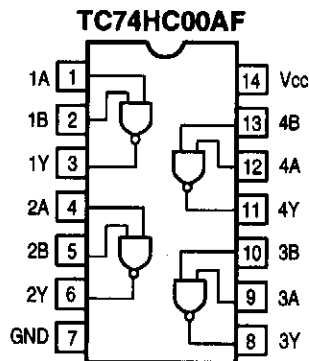 TC74HC00AF
1A 1 14 Vcc
1B 2 13 4B
1Y 3 12 4A
2A 4 11 4Y
2B 5 10 3B
2Y 6 9 3A
GND 7 8 3Y